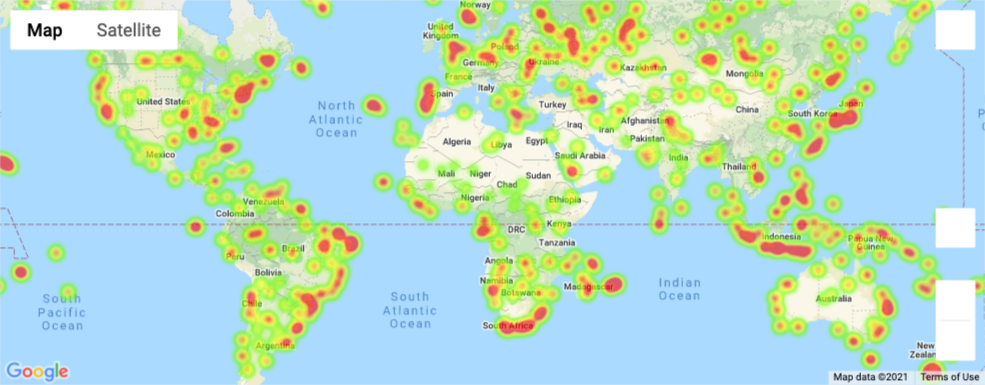 Map
Satellite
Norway
United
Kingdom
Poland
Germany
Ukraine
Kazakhstan
Mongolia
France
Spain
Italy
Turkey
China
South Korea
Japan
United States
North
Atlantic
Ocean
Algeria
Libya
Egypt
Iraq
Iran
Afghanistan
Pakistan
Saudi Arabia
India
Thailand
Mexico
Mali
Niger
Chad
Sudan
Nigeria
Ethiopia
Venezuela
Colombia
DRC
Kenya
Tanzania
Indonesia
Papua New
Guinea
Peru
Brazil
Bolivia
Angola
Namibia
Botswana
Madagascar
Indian
Ocean
South
Pacific
Ocean
South
Atlantic
Ocean
Chile
Argentina
South Africa
Australia
New
Zealan
P
Google
Map data ©2021
Terms of Use